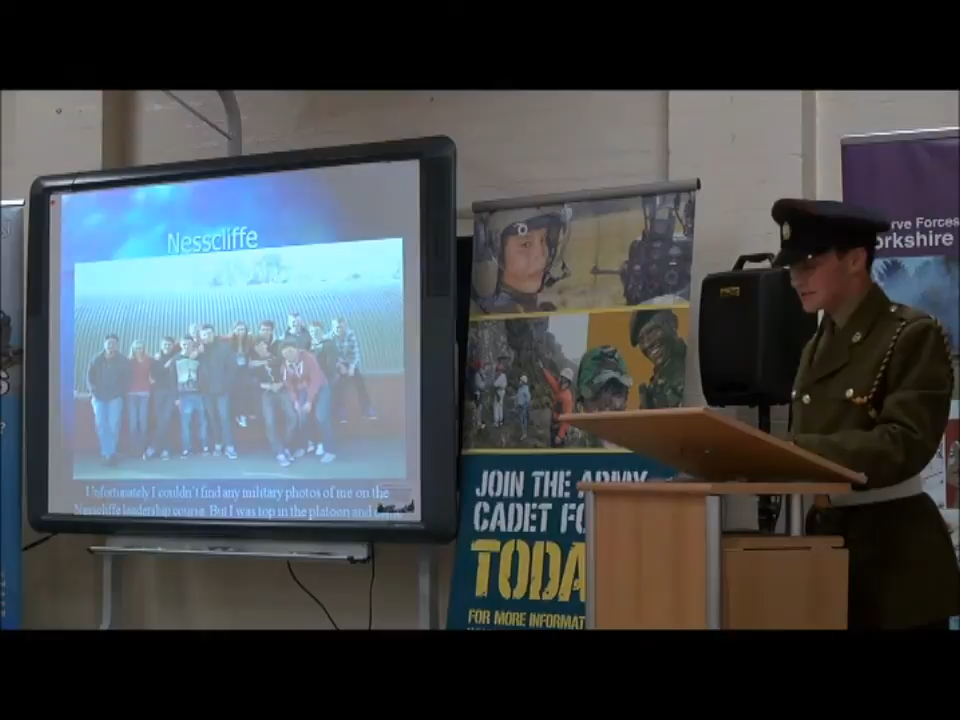 Nesscliffe
Unfortunately I couldn't find any military photos of me on the
Nesscliffe leadership course. But I was top in the platoon and
JOIN THE ARMY
CADET FO
TODA
FOR MORE INFORMAT
rve Forces
orkshire